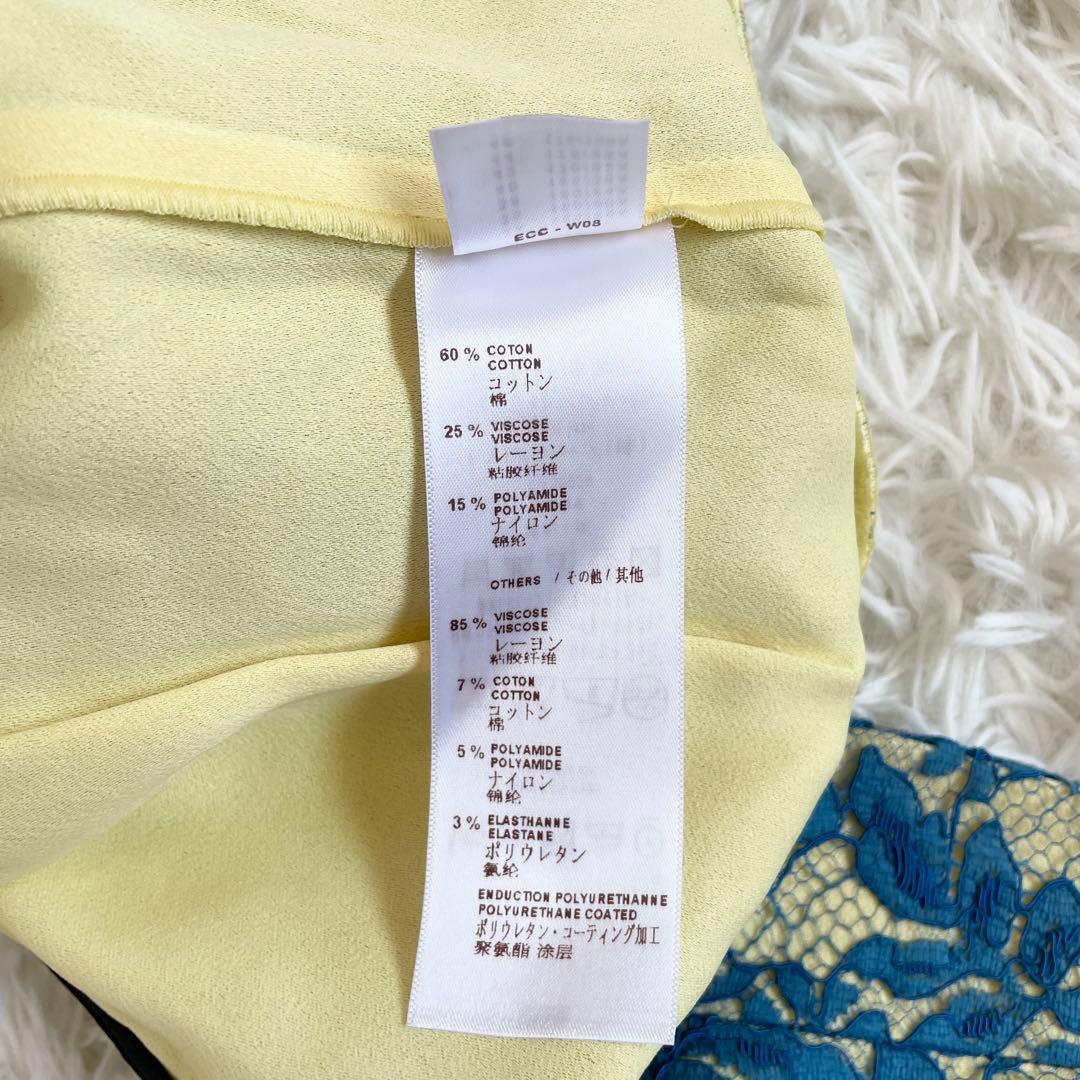 ECC - W08
60 % COTON
COTTON
コットン
棉
25 % VISCOSE
VISCOSE
レーヨン
粘胶纤维
15 % POLYAMIDE
POLYAMIDE
ナイロン
锦纶
OTHERS / その他 / 其他
85 % VISCOSE
VISCOSE
レーヨン
粘胶纤维
7 % COTON
COTTON
コットン
棉
5 % POLYAMIDE
POLYAMIDE
ナイロン
锦纶
3 % ELASTHANNE
ELASTANE
ポリウレタン
氨纶
ENDUCTION POLYURETHANNE
POLYURETHANE COATED
ポリウレタン・コーティング加工
聚氨酯 涂层